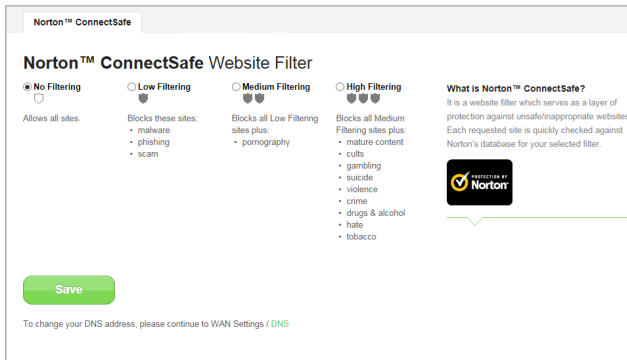 Norton™ ConnectSafe
Norton™ ConnectSafe Website Filter
No Filtering
Allows all sites.
Low Filtering
Blocks these sites:
• malware
• phishing
• scam
Medium Filtering
Blocks all Low Filtering
sites plus:
• pornography
High Filtering
Blocks all Medium
Filtering sites plus:
• mature content
• cults
• gambling
• suicide
• violence
• crime
• drugs & alcohol
• hate
• tobacco
What is Norton™ ConnectSafe?
It is a website filter which serves as a layer of
protection against unsafe/inappropriate websites
Each requested site is quickly checked against
Norton's database for your selected filter.
PROTECTION BY
Norton
Save
To change your DNS address, please continue to WAN Settings / DNS